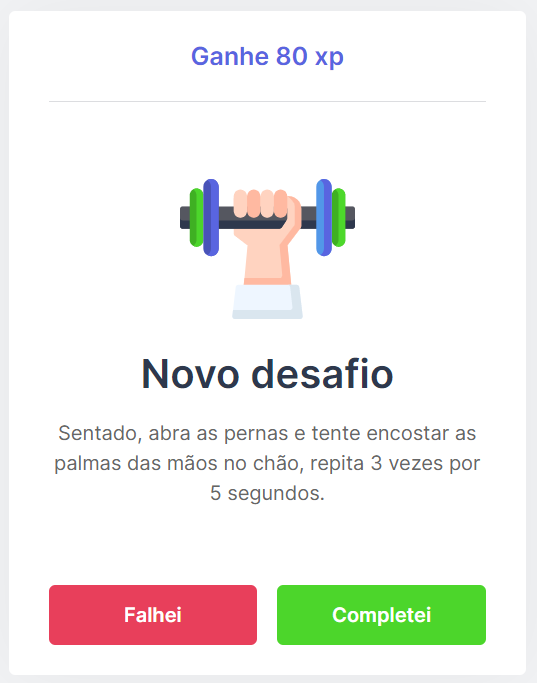 Ganhe 80 xp
Novo desafio
Sentado, abra as pernas e tente encostar as
palmas das mãos no chão, repita 3 vezes por
5 segundos.
Falhei
Completei